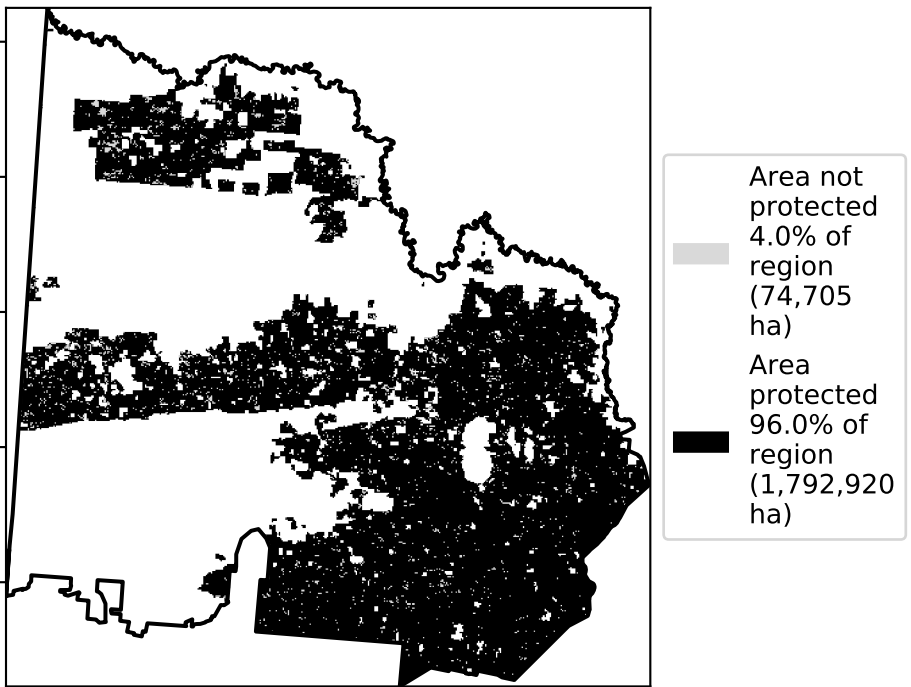 Area not
protected
4.0% of
region
(74,705
ha)
Area
protected
96.0% of
region
(1,792,920
ha)